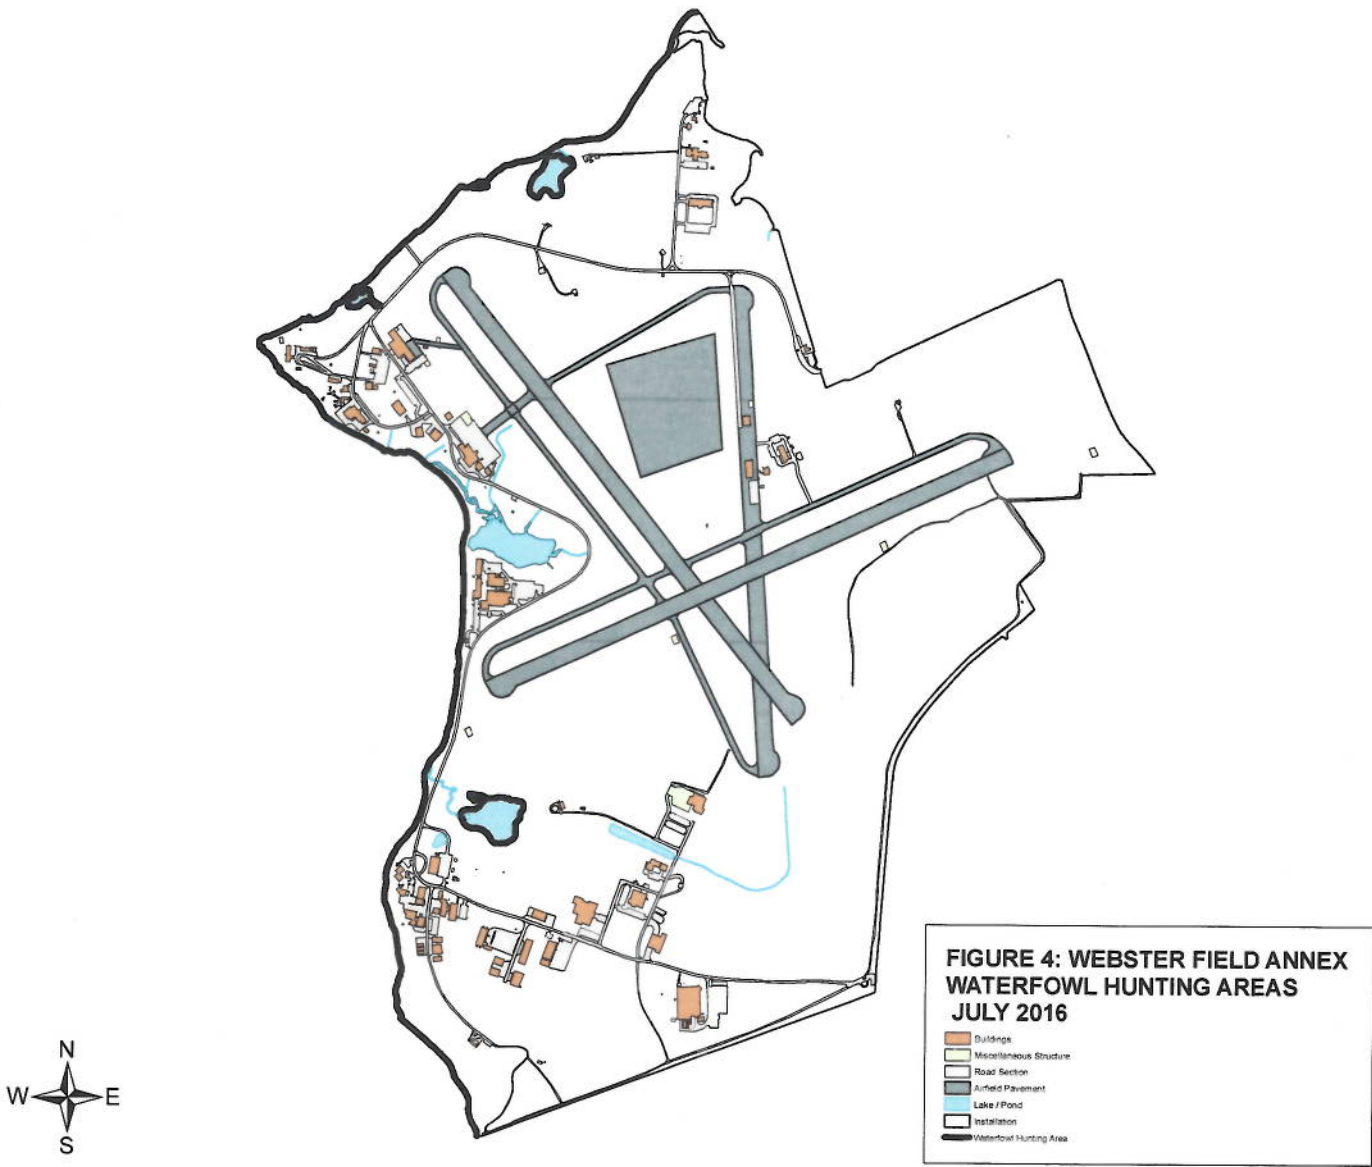 FIGURE 4: WEBSTER FIELD ANNEX
WATERFOWL HUNTING AREAS
JULY 2016
Buildings
Miscellaneous Structure
Road Section
Airfield Pavement
Lake / Pond
Installation
Waterfowl Hunting Area
N
W E
S